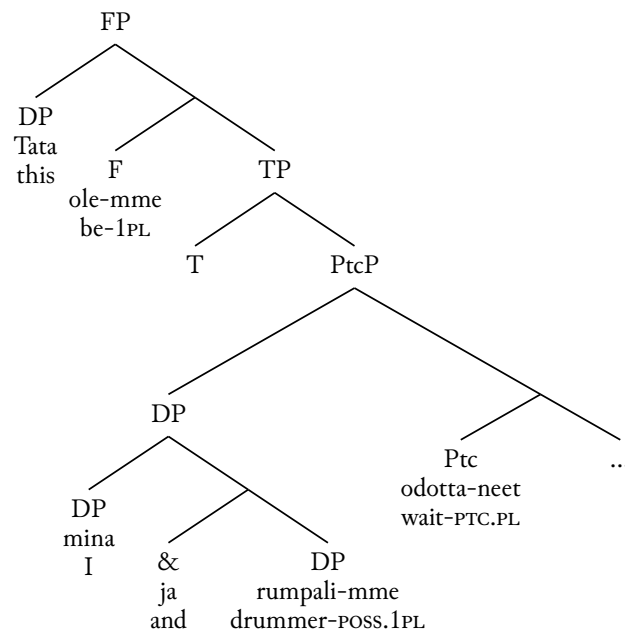 FP
DP
Tata
this
F
ole-mme
be-1PL
TP
T
PtcP
DP
DP
mina
I
&
ja
and
DP
rumpali-mme
drummer-POSS.1PL
Ptc
odotta-neet
wait-PTC.PL
...